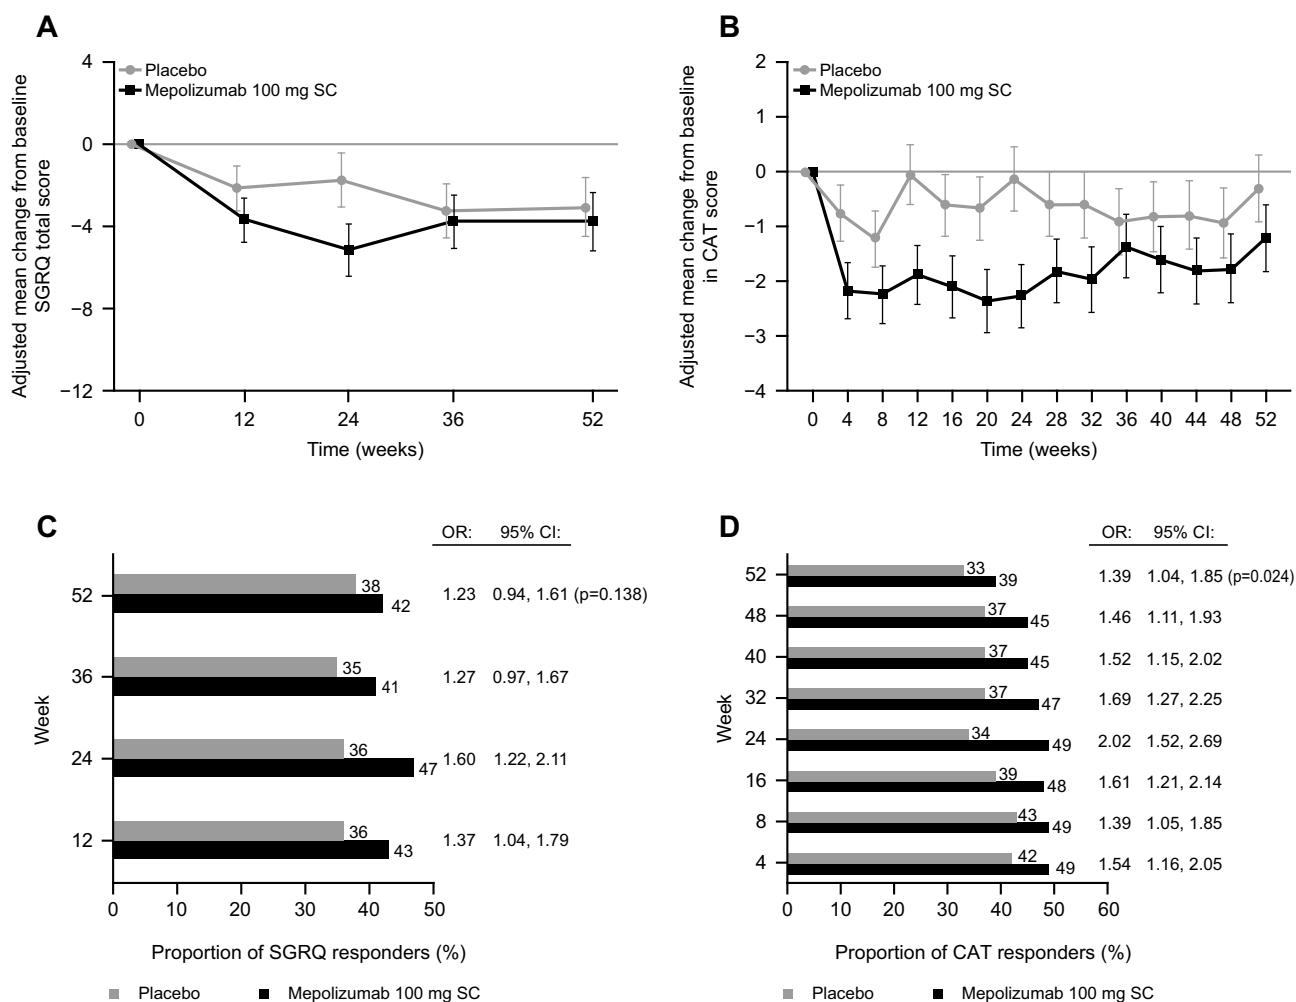 A
Adjusted mean change from baseline
SGRQ total score
4
0
−4
−8
−12
Placebo
Mepolizumab 100 mg SC
0 12 24 36 52
Time (weeks)
B
Adjusted mean change from baseline
in CAT score
2
1
0
−1
−2
−3
−4
Placebo
Mepolizumab 100 mg SC
0 4 8 12 16 20 24 28 32 36 40 44 48 52
Time (weeks)
C
OR: 95% CI:
Week
52 38 42 1.23 0.94, 1.61 (p=0.138)
36 35 41 1.27 0.97, 1.67
24 36 47 1.60 1.22, 2.11
12 36 43 1.37 1.04, 1.79
0 10 20 30 40 50
Proportion of SGRQ responders (%)
Placebo Mepolizumab 100 mg SC
D
OR: 95% CI:
Week
52 33 39 1.39 1.04, 1.85 (p=0.024)
48 37 45 1.46 1.11, 1.93
40 37 45 1.52 1.15, 2.02
32 37 47 1.69 1.27, 2.25
24 34 49 2.02 1.52, 2.69
16 39 48 1.61 1.21, 2.14
8 43 49 1.39 1.05, 1.85
4 42 49 1.54 1.16, 2.05
0 10 20 30 40 50 60
Proportion of CAT responders (%)
Placebo Mepolizumab 100 mg SC